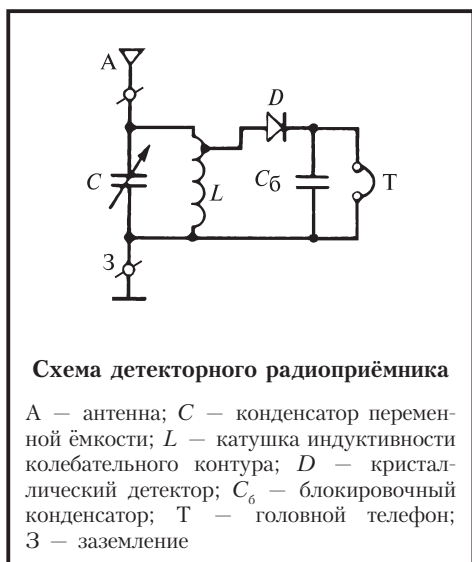 А
D
C
L
Cб
Т
З
Схема детекторного радиоприёмника
А — антенна; C — конденсатор перемен-
ной ёмкости; L — катушка индуктивности
колебательного контура; D — кристал-
лический детектор; Cб — блокировочный
конденсатор; Т — головной телефон;
З — заземление